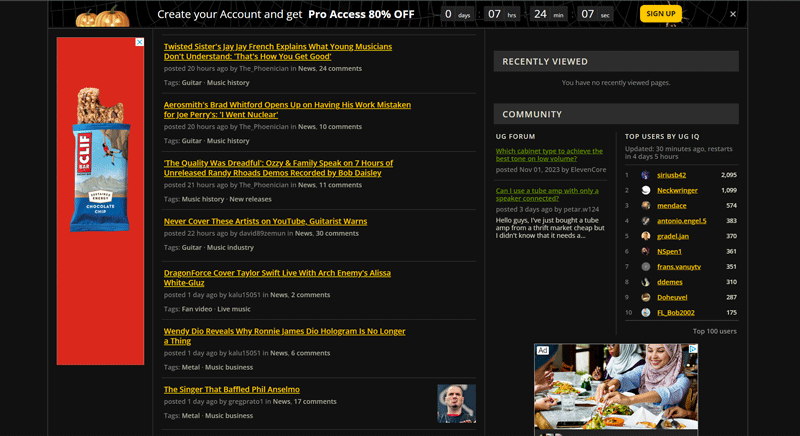 Create your Account and get Pro Access 80% OFF
0 days : 07 hrs : 24 min : 07 sec
SIGN UP
×
CLIF
BAR
SUSTAINED
ENERGY
CHOCOLATE
CHIP
Twisted Sister's Jay Jay French Explains What Young Musicians
Don't Understand: 'That's How You Get Good'
posted 20 hours ago by The_Phoenician in News, 24 comments
Tags: Guitar · Music history
Aerosmith's Brad Whitford Opens Up on Having His Work Mistaken
for Joe Perry's: 'I Went Nuclear'
posted 20 hours ago by The_Phoenician in News, 10 comments
Tags: Guitar · Music history
'The Quality Was Dreadful': Ozzy & Family Speak on 7 Hours of
Unreleased Randy Rhoads Demos Recorded by Bob Daisley
posted 21 hours ago by The_Phoenician in News, 11 comments
Tags: Music history · New releases
Never Cover These Artists on YouTube, Guitarist Warns
posted 22 hours ago by david89zemun in News, 30 comments
Tags: Guitar · Music industry
DragonForce Cover Taylor Swift Live With Arch Enemy's Alissa
White-Gluz
posted 1 day ago by kalu15051 in News, 2 comments
Tags: Fan video · Live music
Wendy Dio Reveals Why Ronnie James Dio Hologram Is No Longer
a Thing
posted 1 day ago by kalu15051 in News, 6 comments
Tags: Metal · Music business
The Singer That Baffled Phil Anselmo
posted 1 day ago by gregprato1 in News, 17 comments
Tags: Metal · Music business
RECENTLY VIEWED
You have no recently viewed pages.
COMMUNITY
UG FORUM
Which cabinet type to achieve the
best tone on low volume?
posted Nov 01, 2023 by ElevenCore
Can I use a tube amp with only a
speaker connected?
posted 3 days ago by petar.w124
Hello guys, I've just bought a tube
amp from a thrift market cheap but
I didn't know that it needs a...
TOP USERS BY UG IQ
Updated: 30 minutes ago, restarts
in 4 days 5 hours
1 siriusb42 2,095
2 Neckwringer 1,099
3 mendace 574
4 antonio.engel.5 383
5 gradel.jan 370
6 NSpen1 361
7 frans.vanuytv 351
8 ddemes 310
9 Doheuvel 287
10 FL_Bob2002 175
Top 100 users
Ad